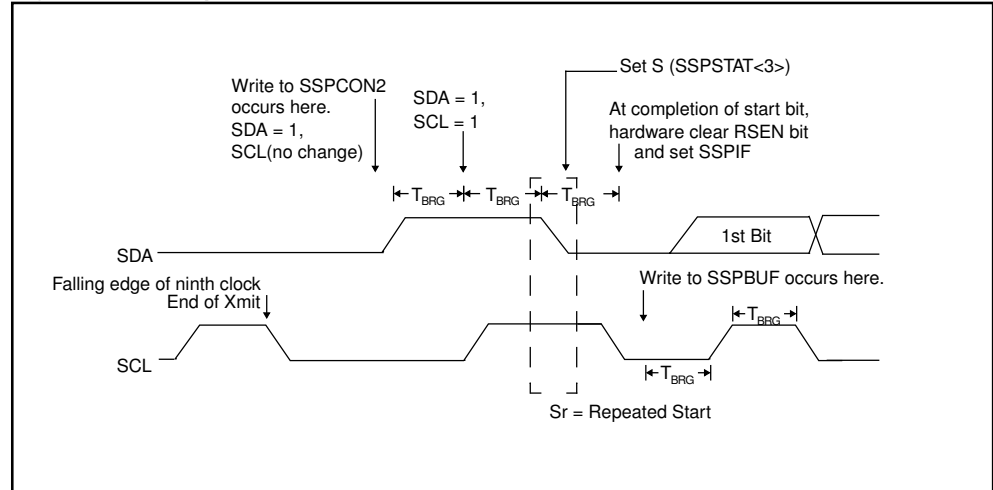 Set S (SSPSTAT<3>)
Write to SSPCON2
occurs here.
SDA = 1,
SCL(no change)
SDA = 1,
SCL = 1
At completion of start bit,
hardware clear RSEN bit
and set SSPIF
TBRG
TBRG
TBRG
1st Bit
SDA
Falling edge of ninth clock
End of Xmit
Write to SSPBUF occurs here.
TBRG
SCL
TBRG
Sr = Repeated Start